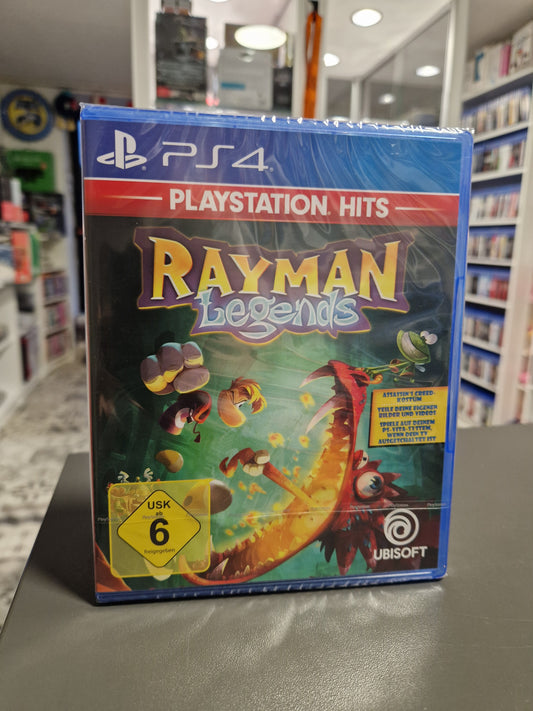 PS4
PLAYSTATION HITS
RAYMAN
Legends
ASSASSIN'S CREED-
KOSTÜM
TEILE DEINE EIGENEN
BILDER UND VIDEOS
SPIELE AUF DEINEM
PS-VITA-SYSTEM,
WENN DEIN TV
AUSGESCHALTET IST
USK
ab
6
freigegeben
UBISOFT